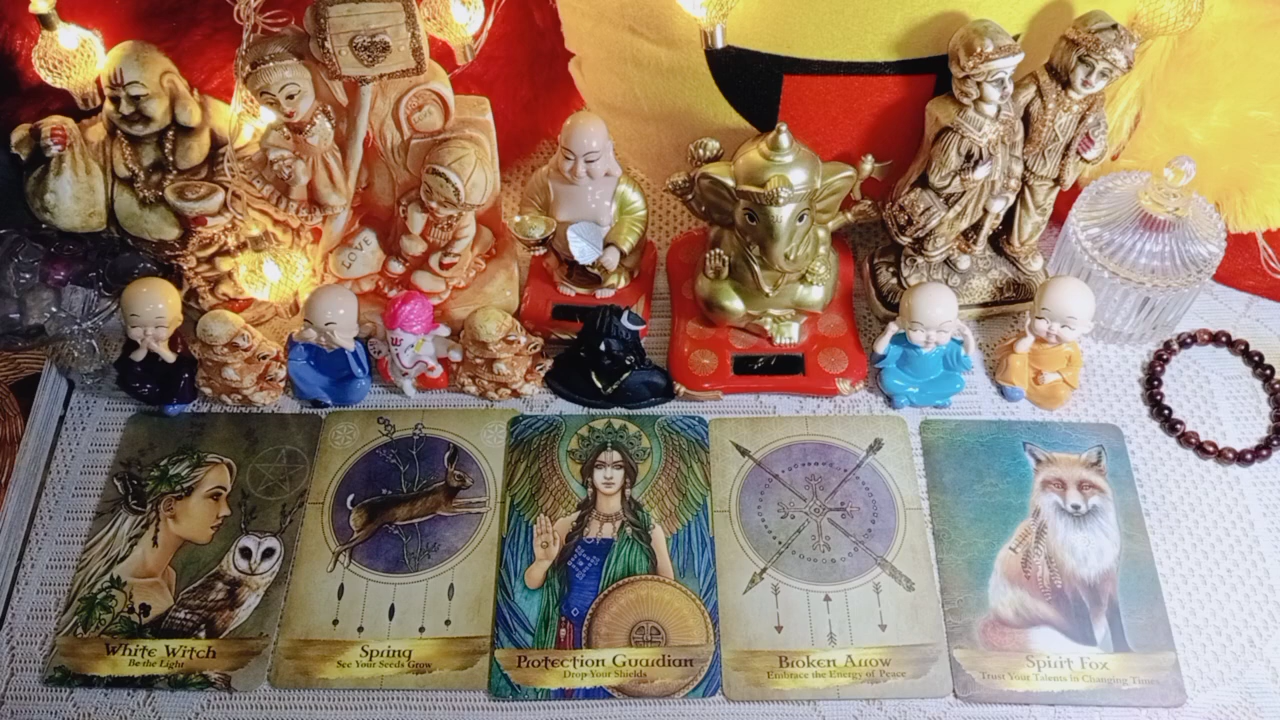 LOVE
US
White Witch
Be the Light
Spring
See Your Seeds Grow
Protection Guardian
Drop Your Shields
Broken Arrow
Embrace the Energy of Peace
Spirit Fox
Trust Your Talents in Changing Times